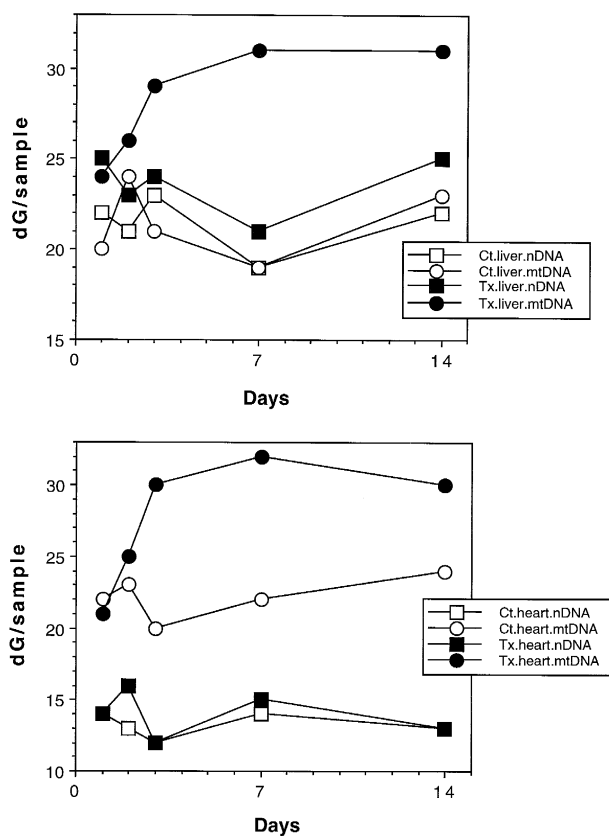 30
25
20
15
dG/sample
0
7
14
Days
Ct.liver.nDNA
Ct.liver.mtDNA
Tx.liver.nDNA
Tx.liver.mtDNA
30
25
20
15
10
dG/sample
0
7
14
Days
Ct.heart.nDNA
Ct.heart.mtDNA
Tx.heart.nDNA
Tx.heart.mtDNA